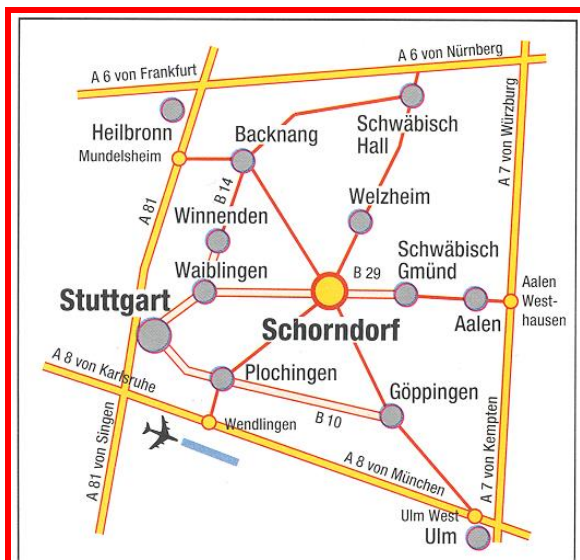 A 6 von Frankfurt
A 6 von Nürnberg
Heilbronn
Mundelsheim
Backnang
Schwäbisch
Hall
A 7 von Würzburg
A 81
B 14
Winnenden
Welzheim
Waiblingen
B 29
Schwäbisch
Gmünd
Stuttgart
Schorndorf
Aalen
Aalen
West-
hausen
A 8 von Karlsruhe
Plochingen
Göppingen
B 10
Wendlingen
A 81 von Singen
A 8 von München
A 7 von Kempten
Ulm West
Ulm